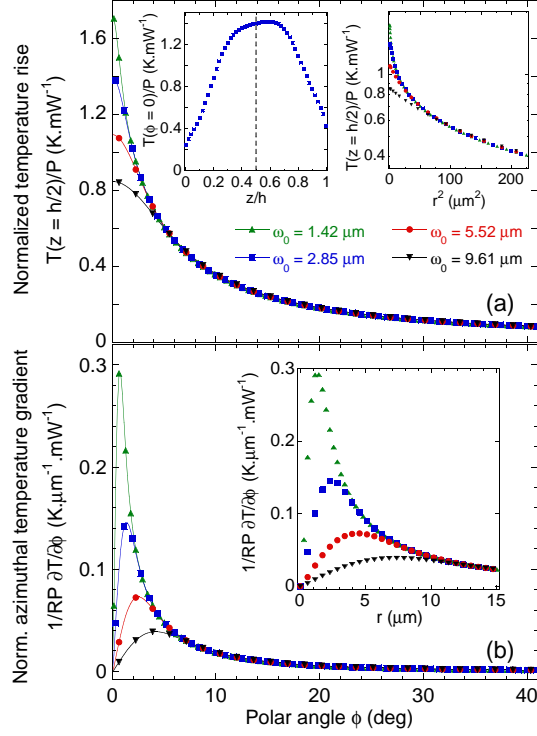 Normalized temperature rise
T(z = h/2)/P (K.mW⁻¹)
1.6
1.2
0.8
0.4
0
T(ϕ = 0)/P (K.mW⁻¹)
1.4
1
0.6
0.2
0 0.2 0.4 0.6 0.8 1
z/h
T(z = h/2)/P (K.mW⁻¹)
1
0.8
0.4
0 100 200
r² (μm²)
ω₀ = 1.42 μm
ω₀ = 5.52 μm
ω₀ = 2.85 μm
ω₀ = 9.61 μm
(a)
Norm. azimuthal temperature gradient
1/RP ∂T/∂ϕ (K.μm⁻¹.mW⁻¹)
0.3
0.2
0.1
0
1/RP ∂T/∂ϕ (K.μm⁻¹.mW⁻¹)
0.3
0.2
0.1
0
0 5 10 15
r (μm)
(b)
0 10 20 30 40
Polar angle ϕ (deg)